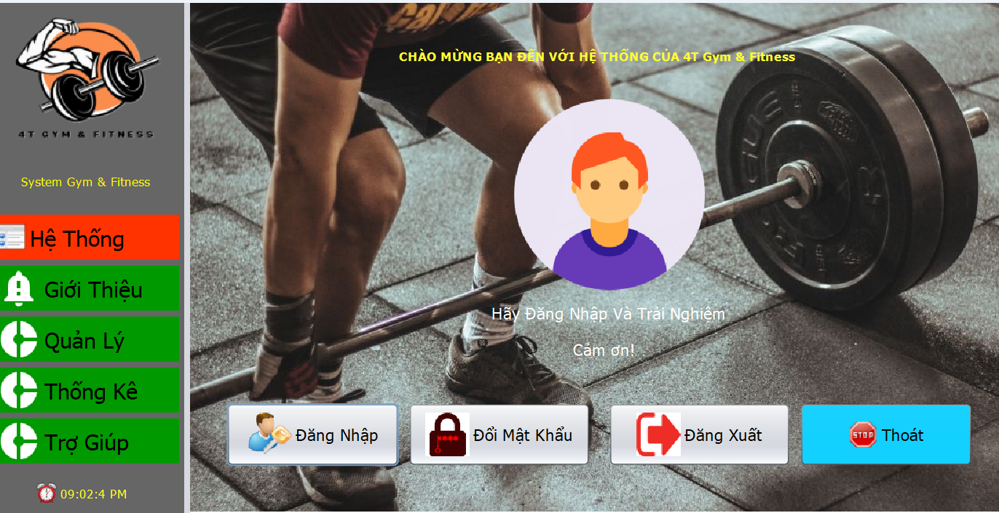 4T GYM & FITNESS
System Gym & Fitness
Hệ Thống
Giới Thiệu
Quản Lý
Thống Kê
Trợ Giúp
09:02:4 PM
CHÀO MỪNG BẠN ĐẾN VỚI HỆ THỐNG CỦA 4T Gym & Fitness
Hãy Đăng Nhập Và Trải Nghiệm
Cảm ơn!
Đăng Nhập
Đổi Mật Khẩu
Đăng Xuất
STOP
Thoát